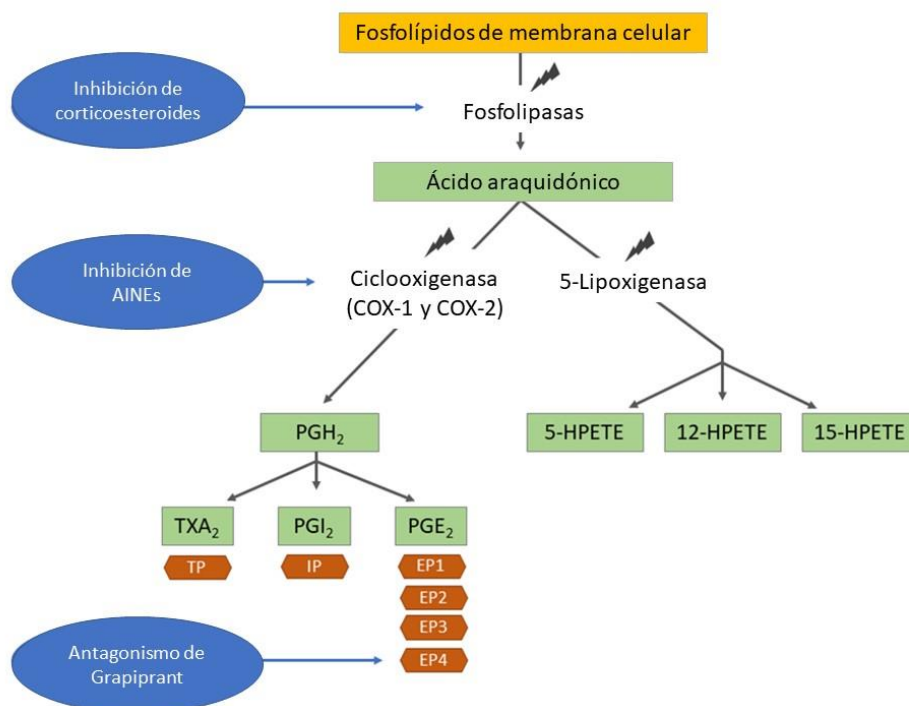 Fosfolípidos de membrana celular
Inhibición de
corticoesteroides
Fosfolipasas
Ácido araquidónico
Inhibición de
AINEs
Ciclooxigenasa
(COX-1 y COX-2)
5-Lipoxigenasa
PGH₂
5-HPETE
12-HPETE
15-HPETE
TXA₂
PGI₂
PGE₂
TP
IP
EP1
EP2
EP3
EP4
Antagonismo de
Grapiprant